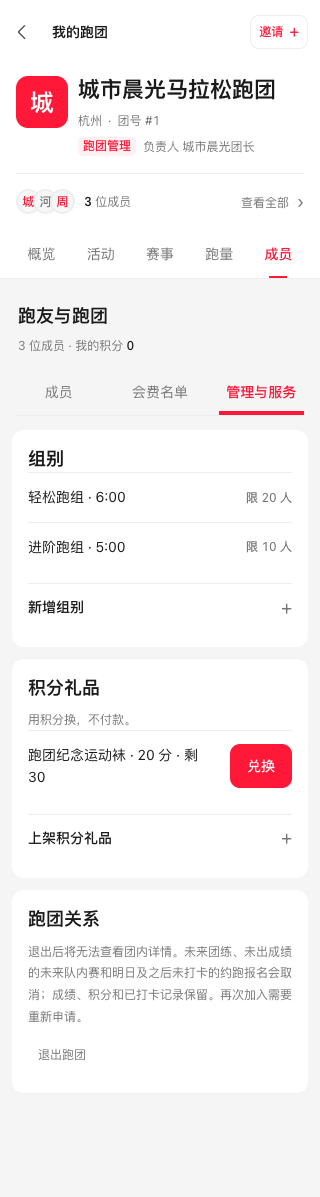 我的跑团
邀请 +
城
城市晨光马拉松跑团
杭州 · 团号 #1
跑团管理 负责人 城市晨光团长
城 河 周 3 位成员 查看全部
概览 活动 赛事 跑量 成员
跑友与跑团
3 位成员 · 我的积分 0
成员 会费名单 管理与服务
组别
轻松跑组 · 6:00 限 20 人
进阶跑组 · 5:00 限 10 人
新增组别 +
积分礼品
用积分换，不付款。
跑团纪念运动袜 · 20 分 · 剩
30
兑换
上架积分礼品 +
跑团关系
退出后将无法查看团内详情。未来团练、未出成绩
的未来队内赛和明日及之后未打卡的约跑报名会取
消；成绩、积分和已打卡记录保留。再次加入需要
重新申请。
退出跑团